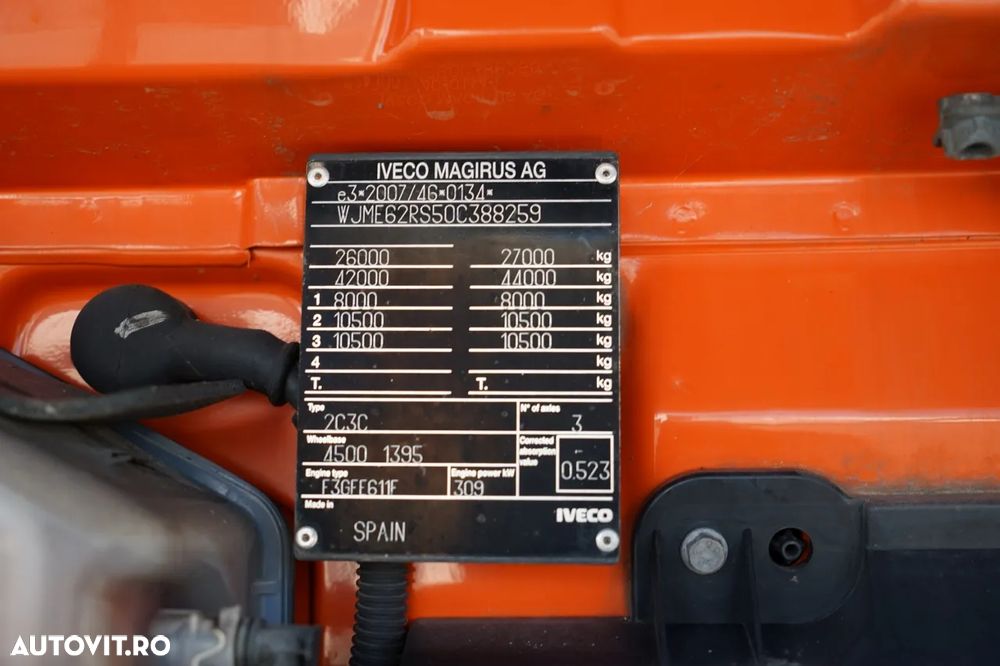 IVECO MAGIRUS AG
e3*2007/46*0134*
WJME62RS50C388259
26000 27000 kg
42000 44000 kg
1 8000 8000 kg
2 10500 10500 kg
3 10500 10500 kg
4 kg
T. T. kg
Type Nº of axles
2C3C 3
Wheelbase Corrected absorption value
4500 1395 0.523
Engine type Engine power kW
F3GFE611F 309
Made in IVECO
SPAIN
AUTOVIT.RO